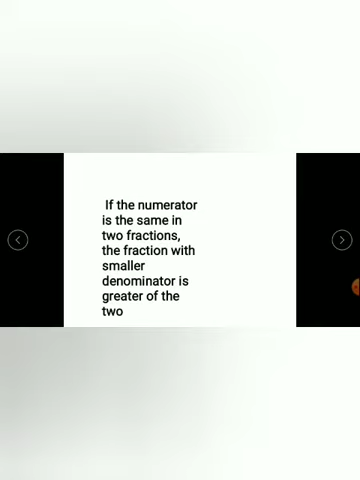 If the numerator
is the same in
two fractions,
the fraction with
smaller
denominator is
greater of the
two